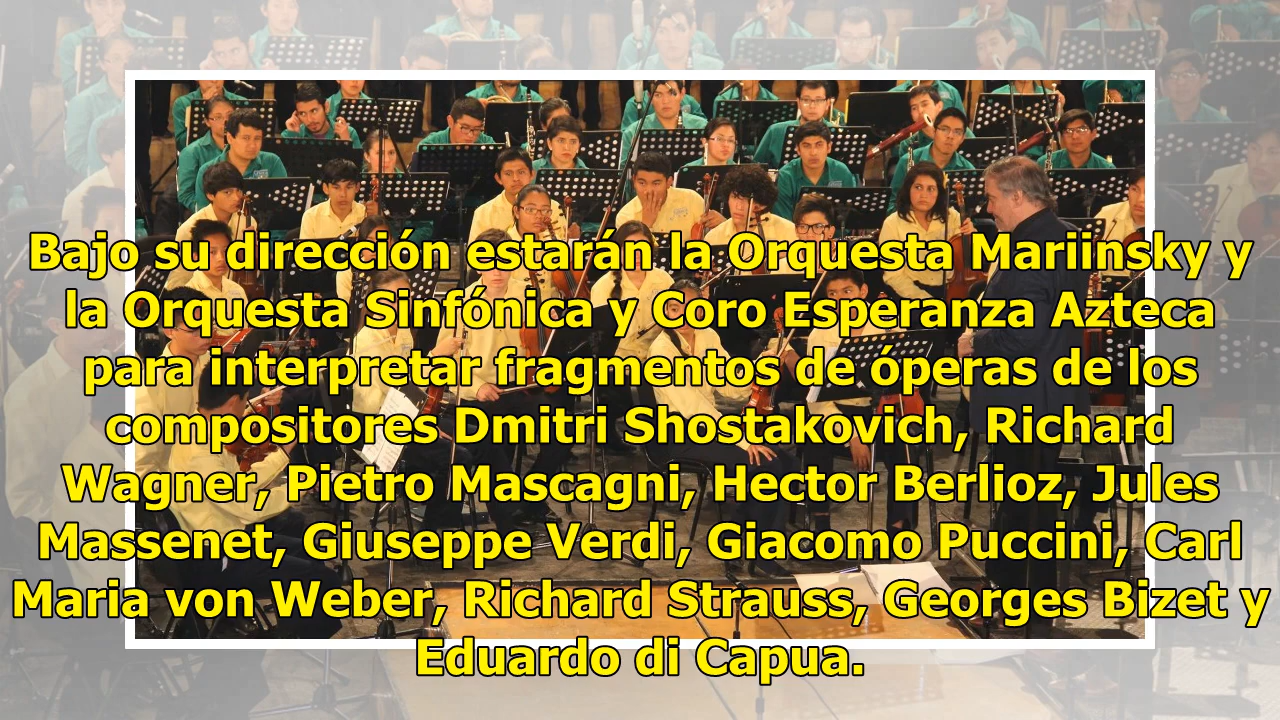 Bajo su dirección estarán la Orquesta Mariinsky y
la Orquesta Sinfónica y Coro Esperanza Azteca
para interpretar fragmentos de óperas de los
compositores Dmitri Shostakovich, Richard
Wagner, Pietro Mascagni, Hector Berlioz, Jules
Massenet, Giuseppe Verdi, Giacomo Puccini, Carl
Maria von Weber, Richard Strauss, Georges Bizet y
Eduardo di Capua.